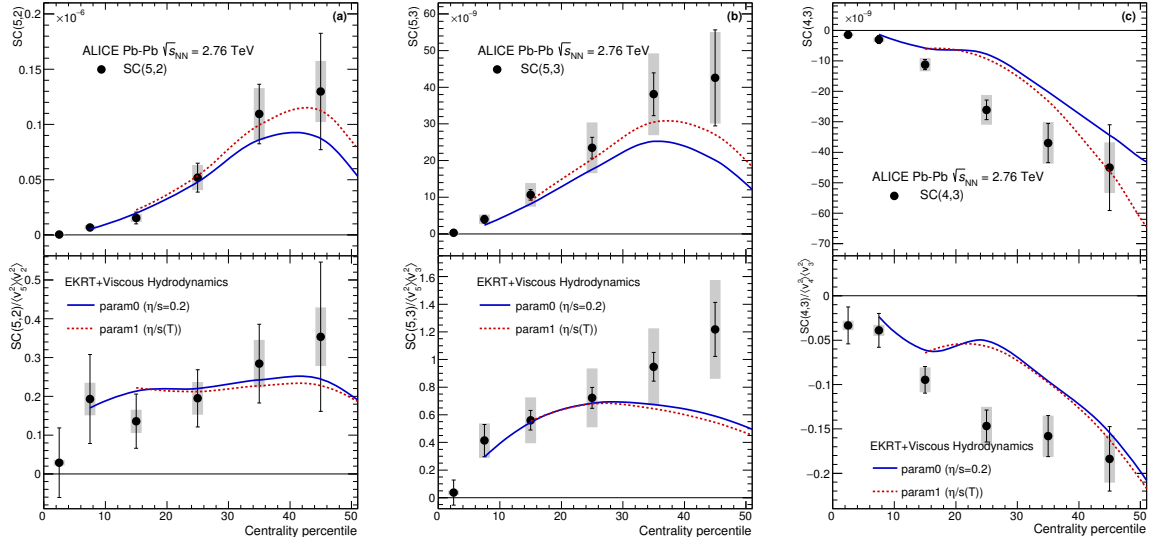 ×10⁻⁶
(a)
SC(5,2)
ALICE Pb-Pb √s_NN = 2.76 TeV
SC(5,2)
0.15
0.1
0.05
0
SC(5,2)/⟨v₅²⟩⟨v₂²⟩
EKRT+Viscous Hydrodynamics
param0 (η/s=0.2)
param1 (η/s(T))
0.5
0.4
0.3
0.2
0.1
0
0 10 20 30 40 50
Centrality percentile
×10⁻⁹
(b)
SC(5,3)
ALICE Pb-Pb √s_NN = 2.76 TeV
SC(5,3)
60
50
40
30
20
10
0
SC(5,3)/⟨v₅²⟩⟨v₃²⟩
EKRT+Viscous Hydrodynamics
param0 (η/s=0.2)
param1 (η/s(T))
1.6
1.4
1.2
1
0.8
0.6
0.4
0.2
0
0 10 20 30 40 50
Centrality percentile
×10⁻⁹
(c)
SC(4,3)
0
−10
−20
−30
−40
−50
−60
−70
ALICE Pb-Pb √s_NN = 2.76 TeV
SC(4,3)
SC(4,3)/⟨v₄²⟩⟨v₃²⟩
0
−0.05
−0.1
−0.15
−0.2
EKRT+Viscous Hydrodynamics
param0 (η/s=0.2)
param1 (η/s(T))
0 10 20 30 40 50
Centrality percentile